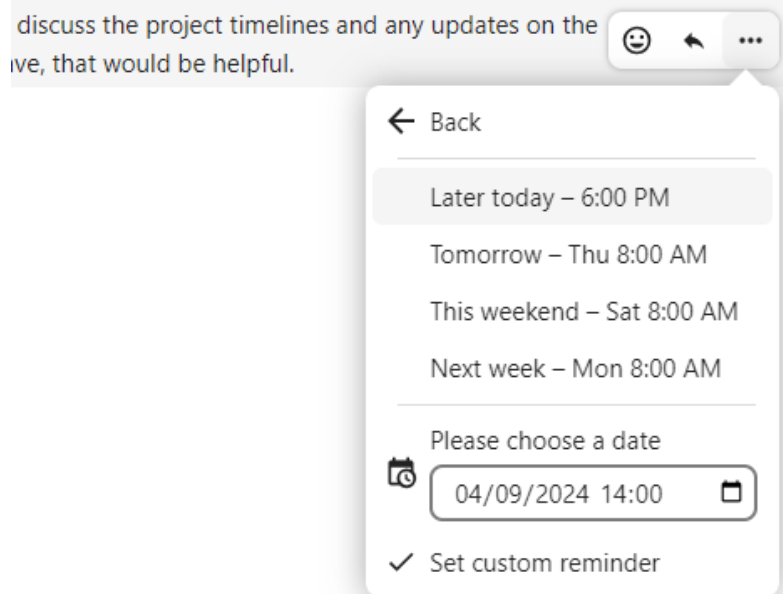 discuss the project timelines and any updates on the
ve, that would be helpful.
Back
Later today – 6:00 PM
Tomorrow – Thu 8:00 AM
This weekend – Sat 8:00 AM
Next week – Mon 8:00 AM
Please choose a date
04/09/2024 14:00
Set custom reminder